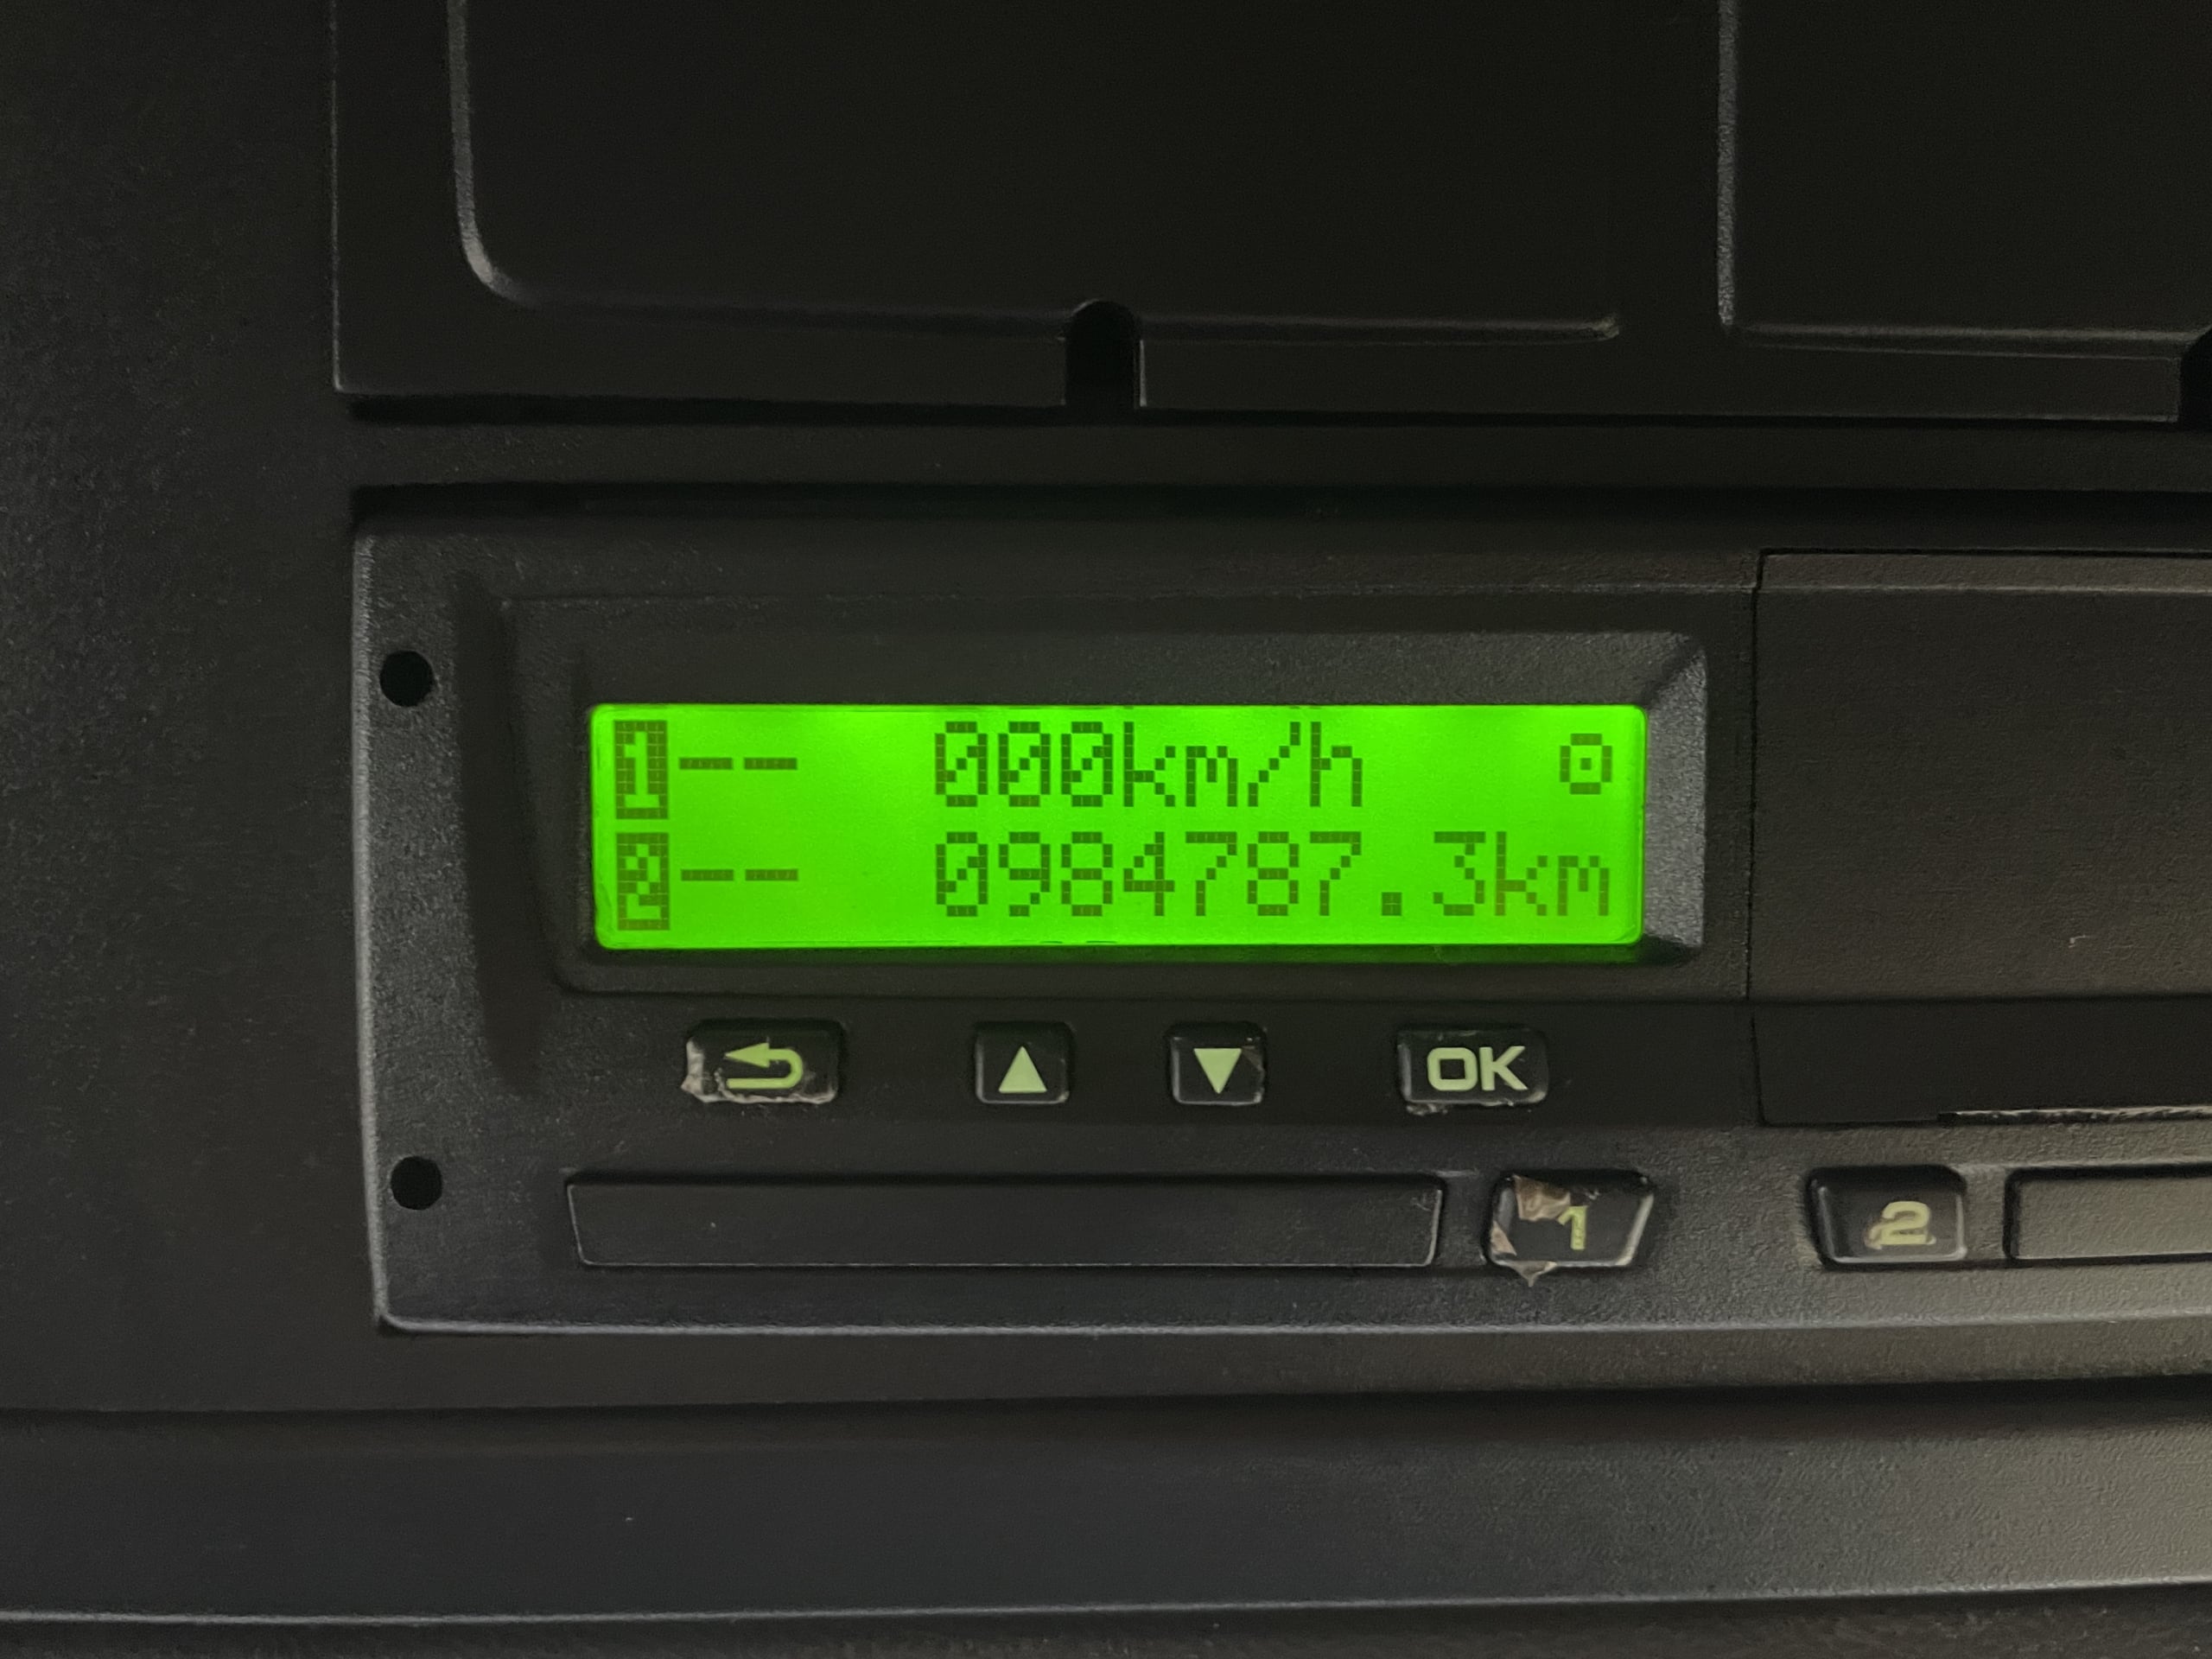 1 -- 000km/h ⊡
2 -- 0984787.3km
▲ ▼ OK
1 2